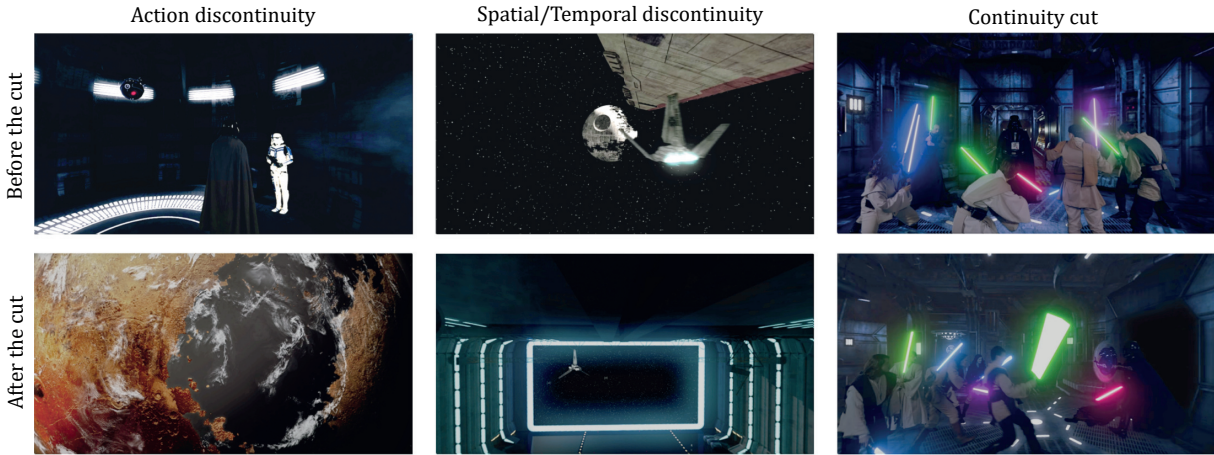 Action discontinuity
Spatial/Temporal discontinuity
Continuity cut
Before the cut
After the cut